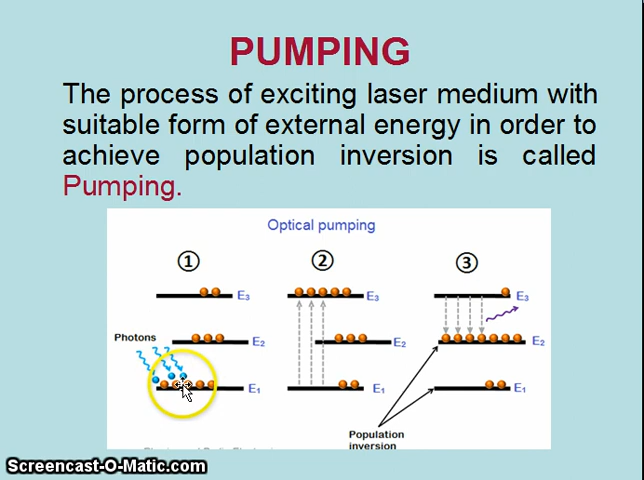 PUMPING
The process of exciting laser medium with
suitable form of external energy in order to
achieve population inversion is called
Pumping.
Optical pumping
① ② ③
E3 E3 E3
Photons
E2 E2 E2
E1 E1 E1
Population
inversion
Screencast-O-Matic.com